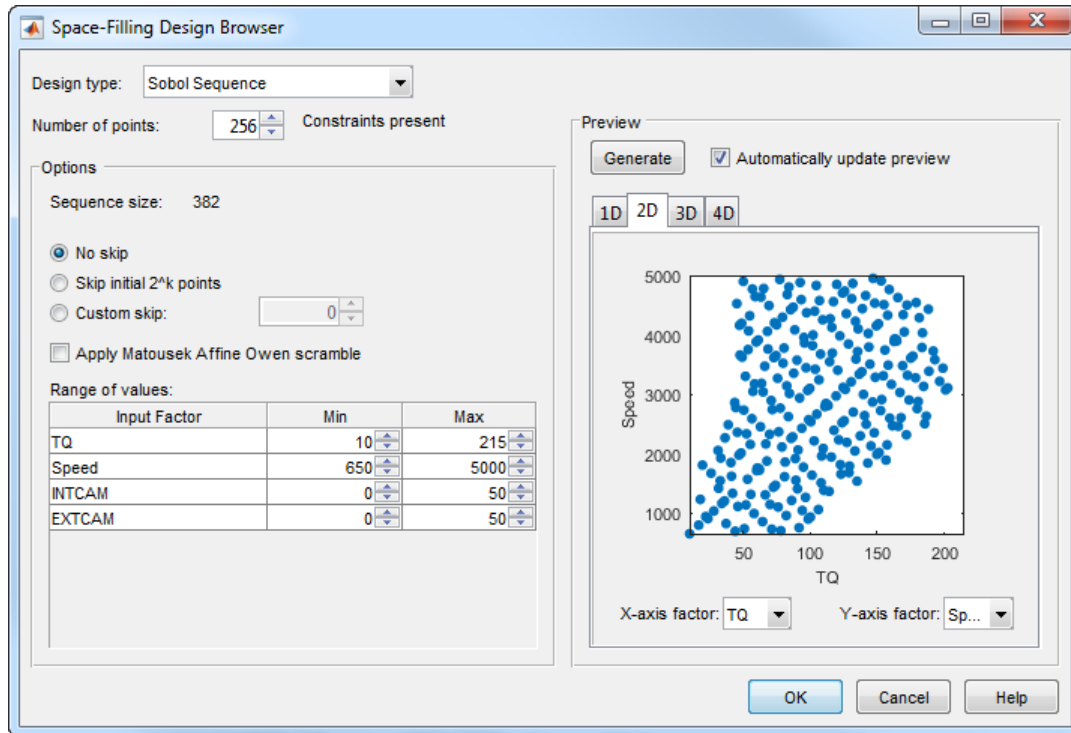 Space-Filling Design Browser
Design type: Sobol Sequence
Number of points: 256 Constraints present
Options
Sequence size: 382
No skip
Skip initial 2^k points
Custom skip: 0
Apply Matousek Affine Owen scramble
Range of values:
Input Factor Min Max
TQ 10 215
Speed 650 5000
INTCAM 0 50
EXTCAM 0 50
Preview
Generate Automatically update preview
1D 2D 3D 4D
5000
4000
3000
2000
1000
Speed
50 100 150 200
TQ
X-axis factor: TQ Y-axis factor: Sp...
OK Cancel Help